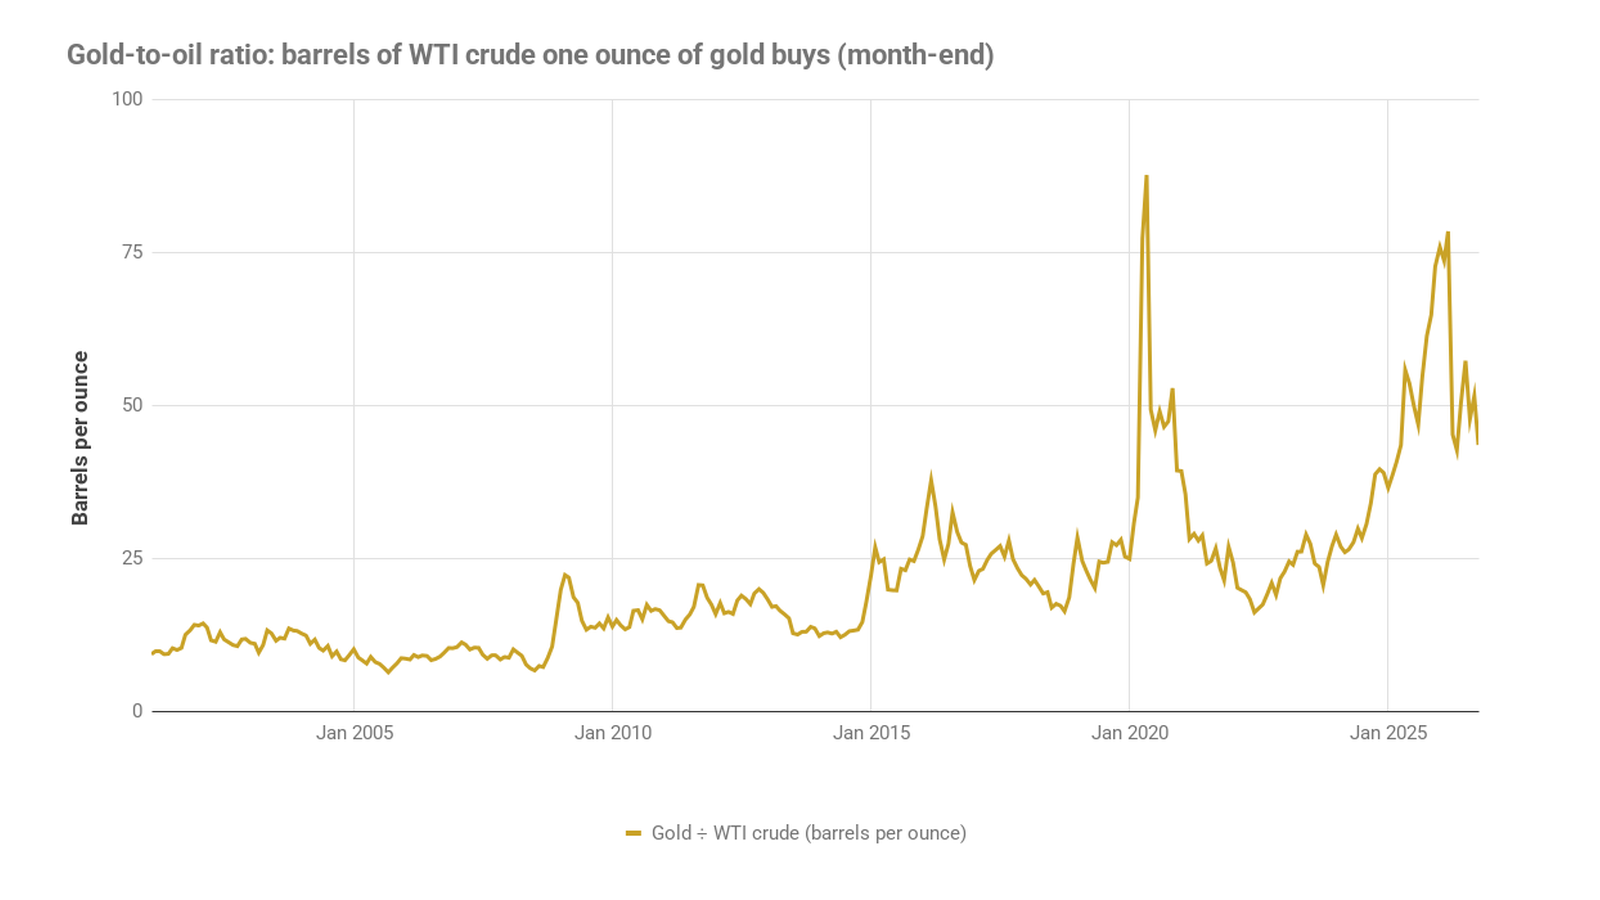 Gold-to-oil ratio: barrels of WTI crude one ounce of gold buys (month-end)
100
75
50
25
0
Barrels per ounce
Jan 2005
Jan 2010
Jan 2015
Jan 2020
Jan 2025
Gold ÷ WTI crude (barrels per ounce)